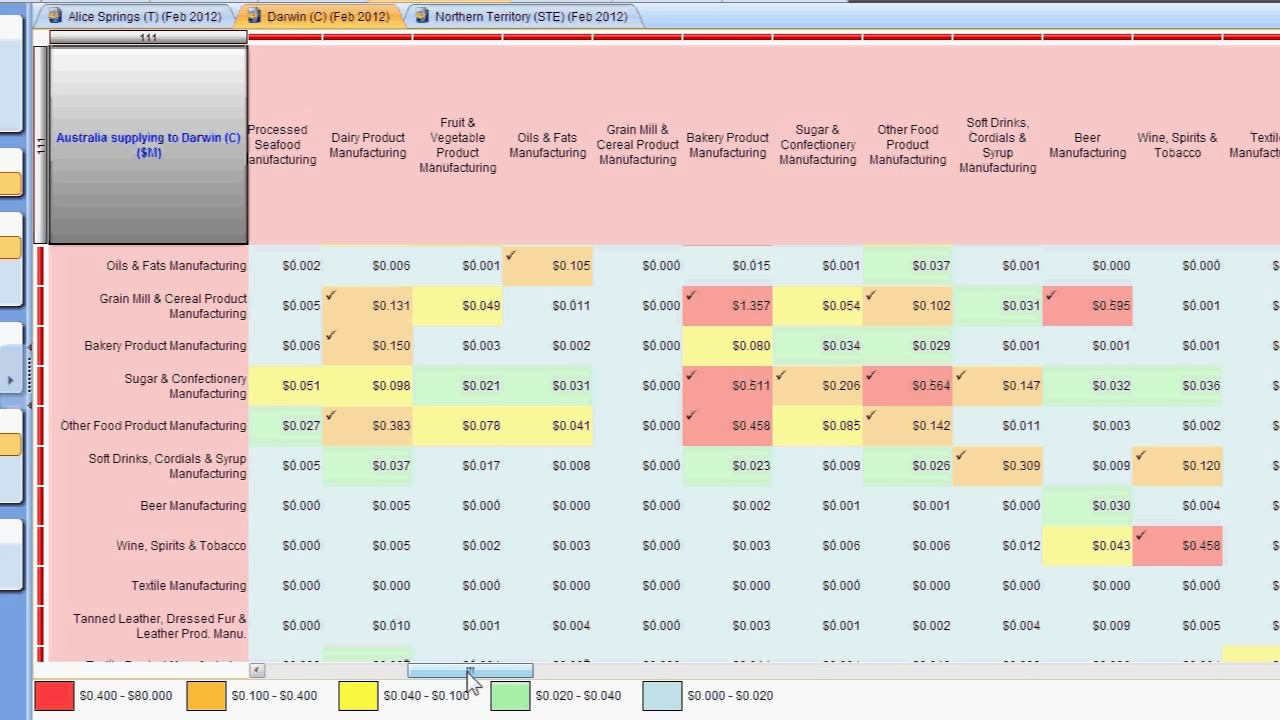 Alice Springs (T) (Feb 2012) Darwin (C) (Feb 2012) Northern Territory (STE) (Feb 2012)
111
111
Australia supplying to Darwin (C)
($M)
Processed
Seafood
anufacturing
Dairy Product
Manufacturing
Fruit &
Vegetable
Product
Manufacturing
Oils & Fats
Manufacturing
Grain Mill &
Cereal Product
Manufacturing
Bakery Product
Manufacturing
Sugar &
Confectionery
Manufacturing
Other Food
Product
Manufacturing
Soft Drinks,
Cordials &
Syrup
Manufacturing
Beer
Manufacturing
Wine, Spirits &
Tobacco
Textil
Manufactu
Oils & Fats Manufacturing $0.002 $0.006 $0.001 $0.105 $0.000 $0.015 $0.001 $0.037 $0.001 $0.000 $0.000 $0
Grain Mill & Cereal Product
Manufacturing $0.005 $0.131 $0.049 $0.011 $0.000 $1.357 $0.054 $0.102 $0.031 $0.595 $0.001 $0
Bakery Product Manufacturing $0.006 $0.150 $0.003 $0.002 $0.000 $0.080 $0.034 $0.029 $0.001 $0.001 $0.001 $0
Sugar & Confectionery
Manufacturing $0.051 $0.098 $0.021 $0.031 $0.000 $0.511 $0.206 $0.564 $0.147 $0.032 $0.036 $0
Other Food Product Manufacturing $0.027 $0.383 $0.078 $0.041 $0.000 $0.458 $0.085 $0.142 $0.011 $0.003 $0.002 $0
Soft Drinks, Cordials & Syrup
Manufacturing $0.005 $0.037 $0.017 $0.008 $0.000 $0.023 $0.009 $0.026 $0.309 $0.009 $0.120 $0
Beer Manufacturing $0.000 $0.005 $0.000 $0.000 $0.000 $0.002 $0.001 $0.001 $0.000 $0.030 $0.004 $0
Wine, Spirits & Tobacco $0.000 $0.005 $0.002 $0.003 $0.000 $0.003 $0.006 $0.006 $0.012 $0.043 $0.458 $0
Textile Manufacturing $0.000 $0.000 $0.000 $0.000 $0.000 $0.000 $0.000 $0.000 $0.000 $0.000 $0.000 $0
Tanned Leather, Dressed Fur &
Leather Prod. Manu. $0.000 $0.010 $0.001 $0.004 $0.000 $0.003 $0.001 $0.002 $0.004 $0.009 $0.005 $0
$0.400 - $80.000 $0.100 - $0.400 $0.040 - $0.100 $0.020 - $0.040 $0.000 - $0.020